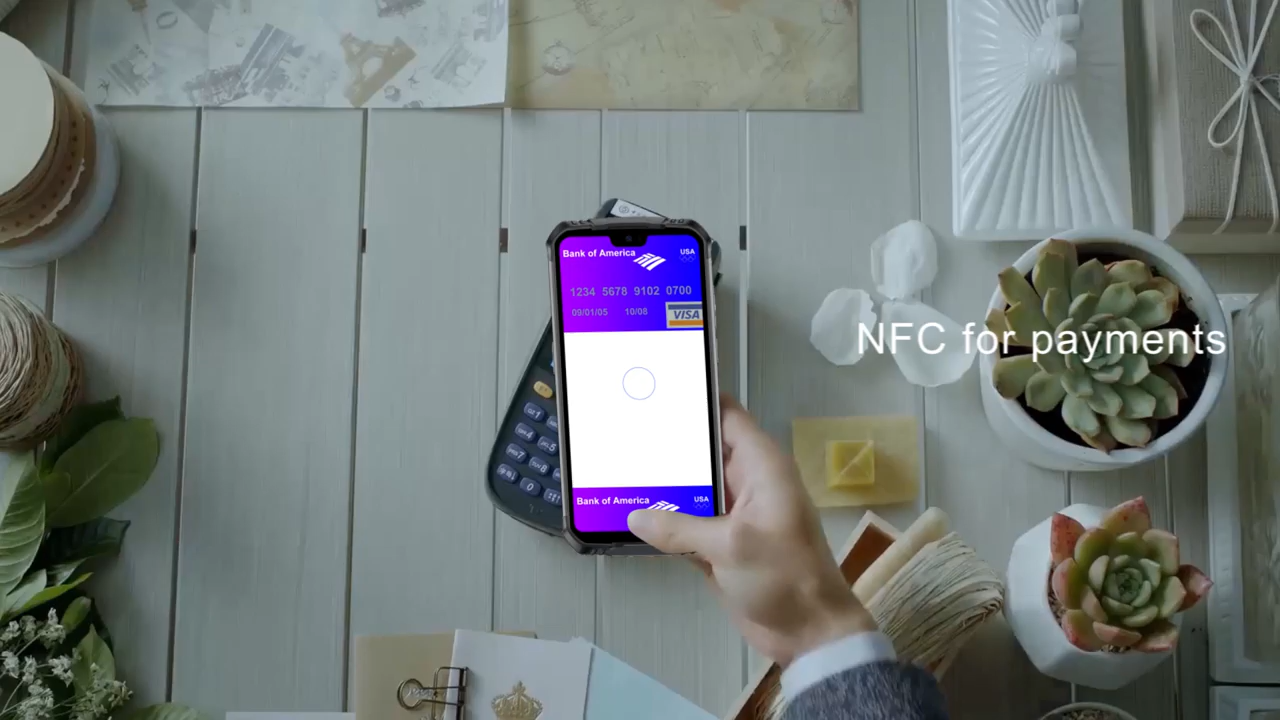 Bank of America
USA
1234 5678 9102 0700
09/01/05 10/08
VISA
NFC for payments
Bank of America
USA
0